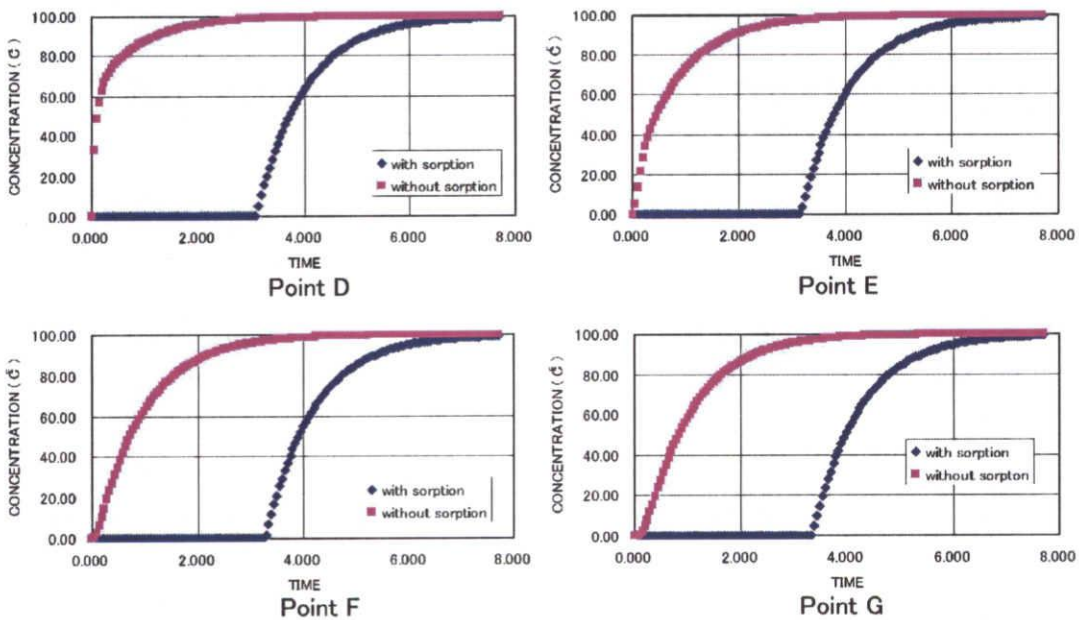 CONCENTRATION ( C )
100.00
80.00
60.00
40.00
20.00
0.00
with sorption
without sorption
0.000 2.000 4.000 6.000 8.000
TIME
Point D
CONCENTRATION ( C )
100.00
80.00
60.00
40.00
20.00
0.00
with sorption
without sorption
0.000 2.000 4.000 6.000 8.000
TIME
Point E
CONCENTRATION ( C )
100.00
80.00
60.00
40.00
20.00
0.00
with sorption
without sorption
0.000 2.000 4.000 6.000 8.000
TIME
Point F
CONCENTRATION ( C )
100.00
80.00
60.00
40.00
20.00
0.00
with sorption
without sorpton
0.000 2.000 4.000 6.000 8.000
TIME
Point G